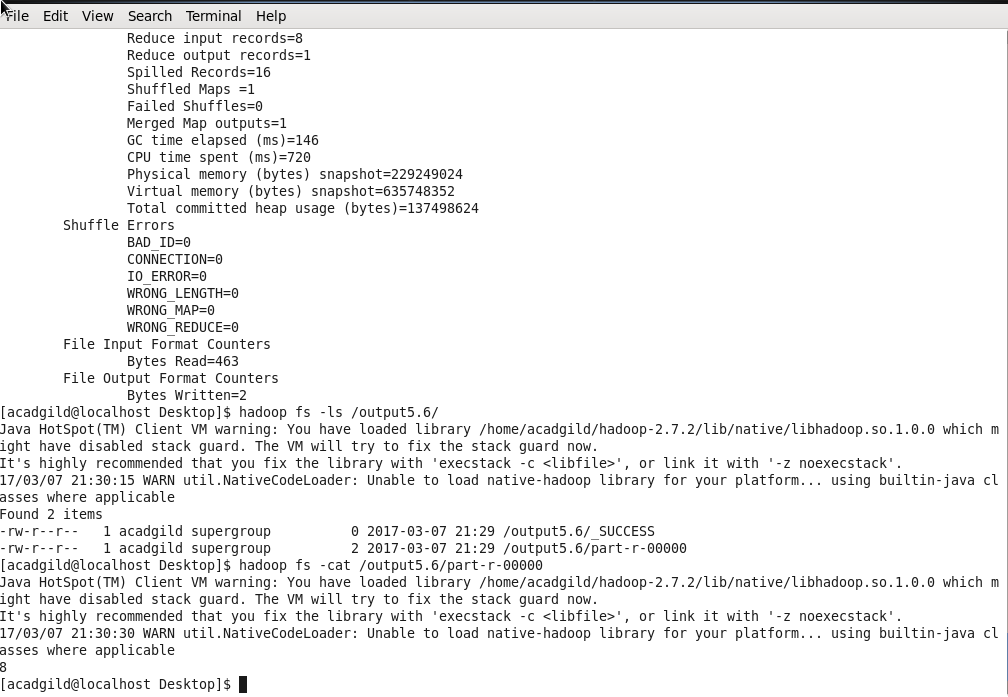 File Edit View Search Terminal Help
Reduce input records=8
Reduce output records=1
Spilled Records=16
Shuffled Maps =1
Failed Shuffles=0
Merged Map outputs=1
GC time elapsed (ms)=146
CPU time spent (ms)=720
Physical memory (bytes) snapshot=229249024
Virtual memory (bytes) snapshot=635748352
Total committed heap usage (bytes)=137498624
Shuffle Errors
BAD_ID=0
CONNECTION=0
IO_ERROR=0
WRONG_LENGTH=0
WRONG_MAP=0
WRONG_REDUCE=0
File Input Format Counters
Bytes Read=463
File Output Format Counters
Bytes Written=2
[acadgild@localhost Desktop]$ hadoop fs -ls /output5.6/
Java HotSpot(TM) Client VM warning: You have loaded library /home/acadgild/hadoop-2.7.2/lib/native/libhadoop.so.1.0.0 which m
ight have disabled stack guard. The VM will try to fix the stack guard now.
It's highly recommended that you fix the library with 'execstack -c <libfile>', or link it with '-z noexecstack'.
17/03/07 21:30:15 WARN util.NativeCodeLoader: Unable to load native-hadoop library for your platform... using builtin-java cl
asses where applicable
Found 2 items
-rw-r--r--   1 acadgild supergroup          0 2017-03-07 21:29 /output5.6/_SUCCESS
-rw-r--r--   1 acadgild supergroup          2 2017-03-07 21:29 /output5.6/part-r-00000
[acadgild@localhost Desktop]$ hadoop fs -cat /output5.6/part-r-00000
Java HotSpot(TM) Client VM warning: You have loaded library /home/acadgild/hadoop-2.7.2/lib/native/libhadoop.so.1.0.0 which m
ight have disabled stack guard. The VM will try to fix the stack guard now.
It's highly recommended that you fix the library with 'execstack -c <libfile>', or link it with '-z noexecstack'.
17/03/07 21:30:30 WARN util.NativeCodeLoader: Unable to load native-hadoop library for your platform... using builtin-java cl
asses where applicable
8
[acadgild@localhost Desktop]$